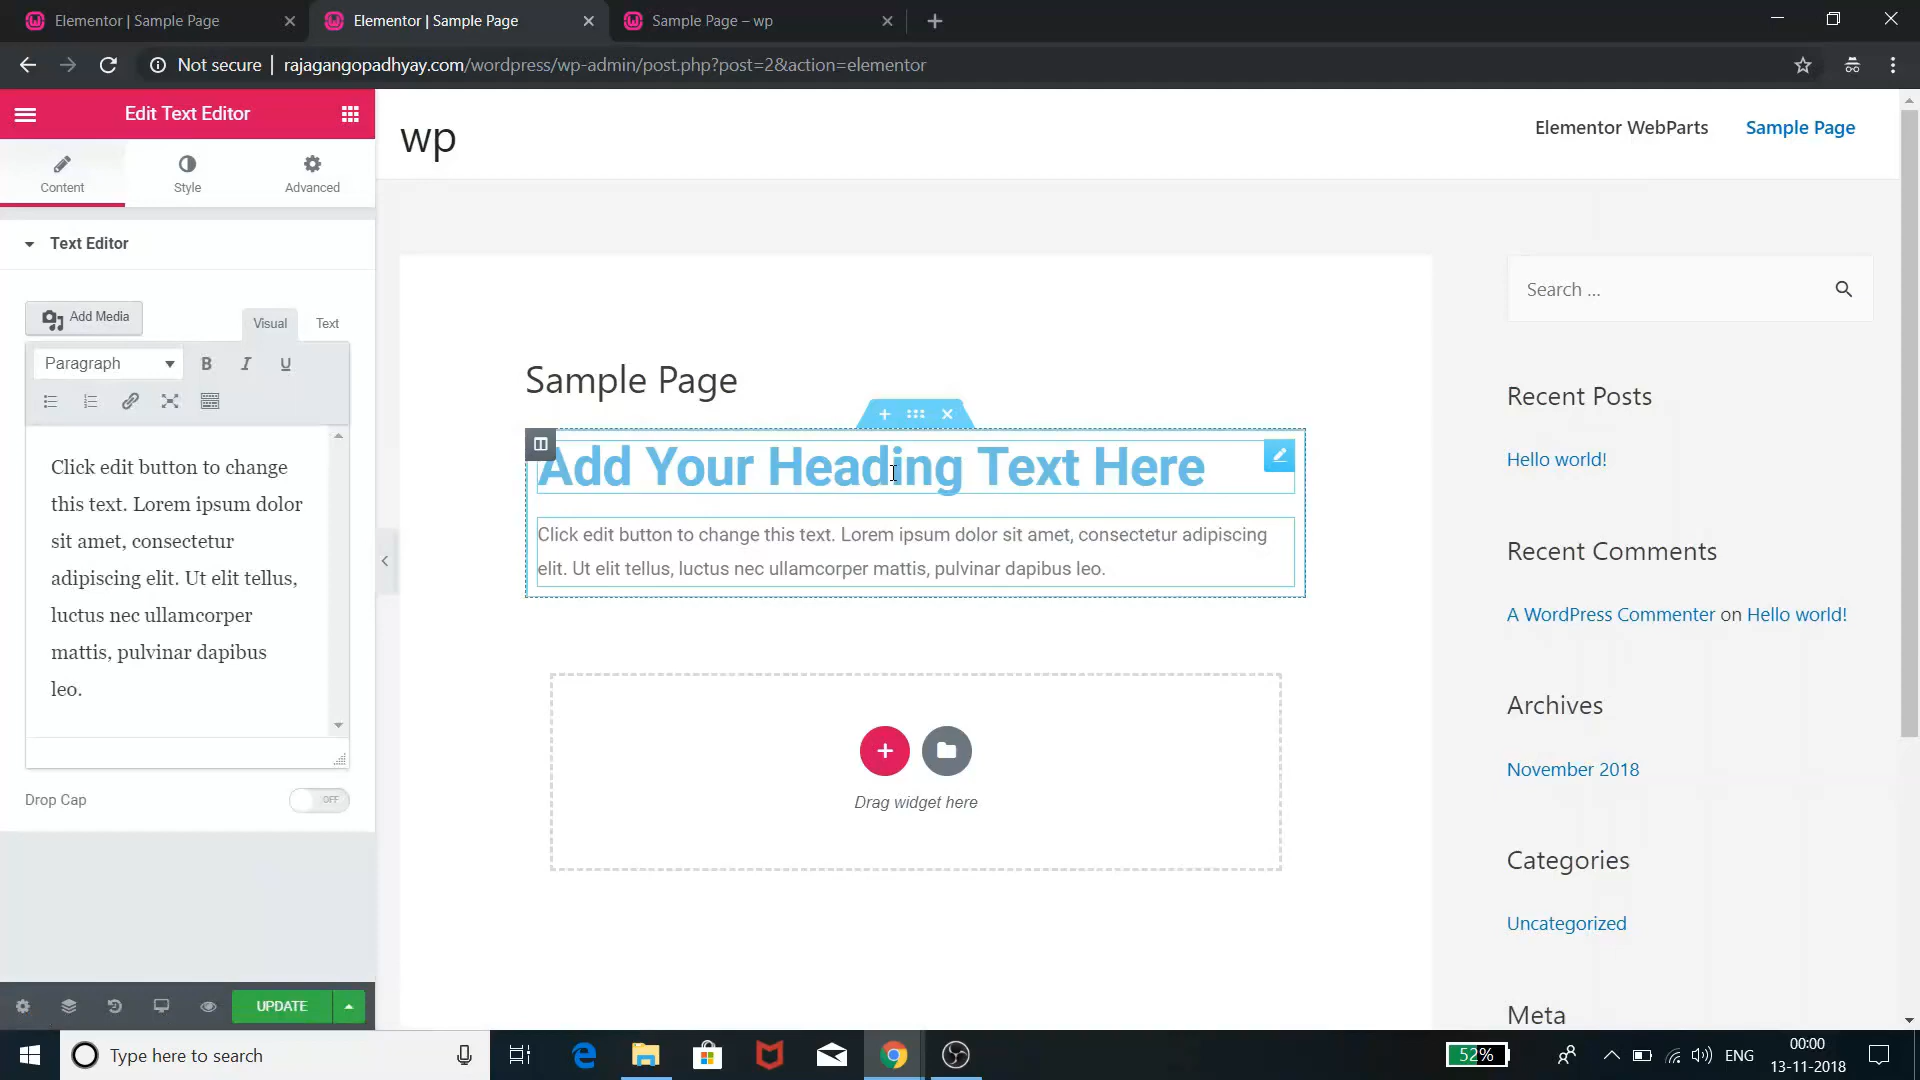 Elementor | Sample Page
Elementor | Sample Page
Sample Page – wp
Not secure | rajagangopadhyay.com/wordpress/wp-admin/post.php?post=2&action=elementor
Edit Text Editor
Content
Style
Advanced
Text Editor
Add Media
Visual
Text
Paragraph
B
I
U
Click edit button to change
this text. Lorem ipsum dolor
sit amet, consectetur
adipiscing elit. Ut elit tellus,
luctus nec ullamcorper
mattis, pulvinar dapibus
leo.
Drop Cap
OFF
UPDATE
wp
Elementor WebParts
Sample Page
Sample Page
Add Your Heading Text Here
Click edit button to change this text. Lorem ipsum dolor sit amet, consectetur adipiscing
elit. Ut elit tellus, luctus nec ullamcorper mattis, pulvinar dapibus leo.
Drag widget here
Search ...
Recent Posts
Hello world!
Recent Comments
A WordPress Commenter on Hello world!
Archives
November 2018
Categories
Uncategorized
Meta
Type here to search
52%
ENG
00:00
13-11-2018